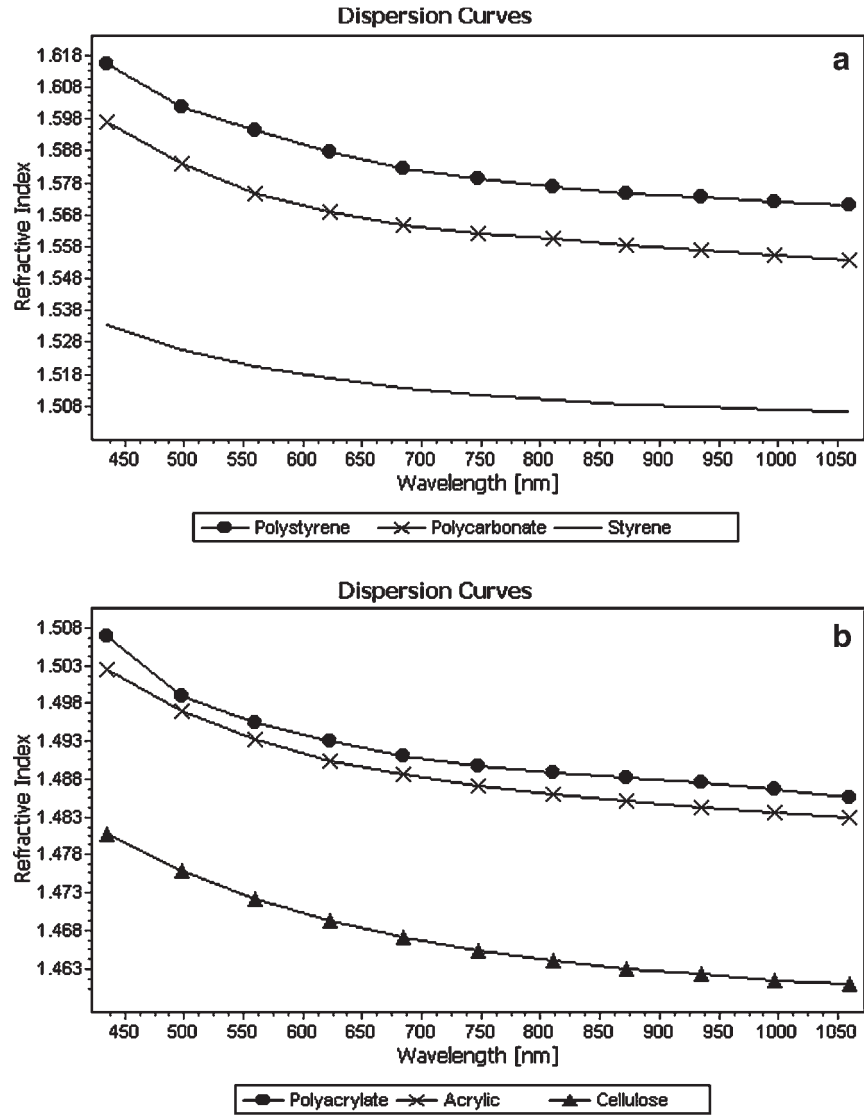 Dispersion Curves
a
Refractive Index
1.618
1.608
1.598
1.588
1.578
1.568
1.558
1.548
1.538
1.528
1.518
1.508
450 500 550 600 650 700 750 800 850 900 950 1000 1050
Wavelength [nm]
Polystyrene Polycarbonate Styrene
Dispersion Curves
b
Refractive Index
1.508
1.503
1.498
1.493
1.488
1.483
1.478
1.473
1.468
1.463
450 500 550 600 650 700 750 800 850 900 950 1000 1050
Wavelength [nm]
Polyacrylate Acrylic Cellulose